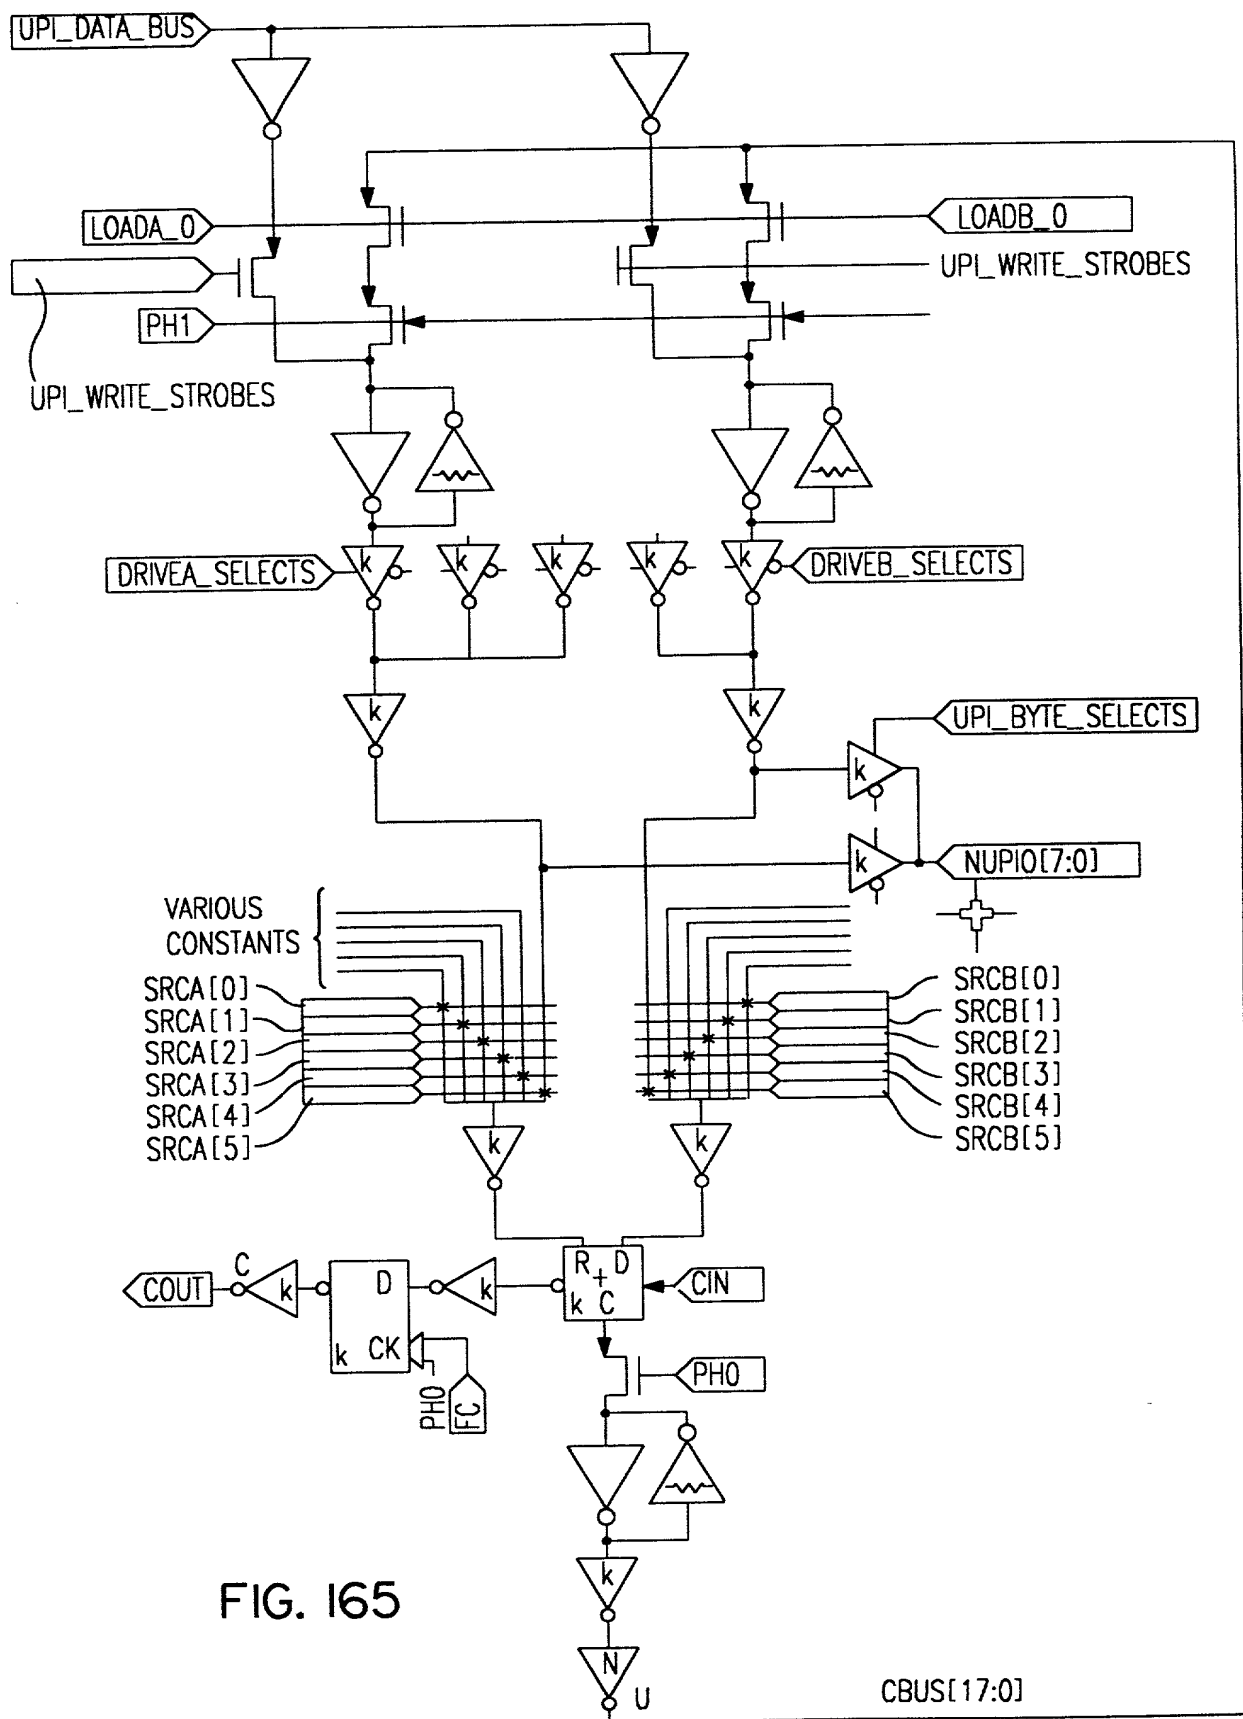 UPI_DATA_BUS
LOADA_0
LOADB_0
UPI_WRITE_STROBES
PH1
UPI_WRITE_STROBES
k
k
k
k
k
DRIVEA_SELECTS
DRIVEB_SELECTS
k
k
UPI_BYTE_SELECTS
k
k
NUPIO[7:0]
VARIOUS
CONSTANTS
SRCA[0]
SRCA[1]
SRCA[2]
SRCA[3]
SRCA[4]
SRCA[5]
SRCB[0]
SRCB[1]
SRCB[2]
SRCB[3]
SRCB[4]
SRCB[5]
k
k
COUT
C
k
D
k
CK
k
R + D
k C
CIN
PH0
FC
PH0
k
N
U
FIG. 165
CBUS[17:0]